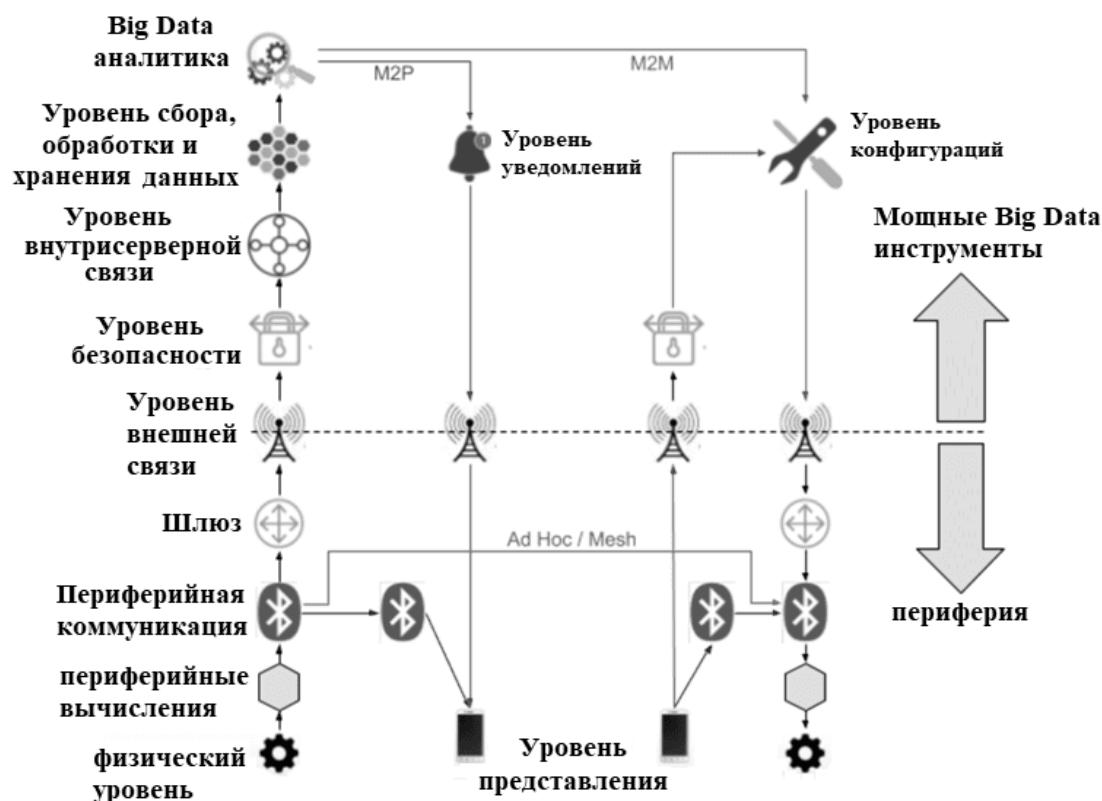 Big Data
аналитика
M2P
M2M
Уровень сбора,
обработки и
хранения данных
Уровень
уведомлений
1
Уровень
конфигураций
Уровень
внутрисерверной
связи
Мощные Big Data
инструменты
Уровень
безопасности
Уровень
внешней
связи
Шлюз
Ad Hoc / Mesh
Периферийная
коммуникация
периферия
периферийные
вычисления
физический
уровень
Уровень
представления